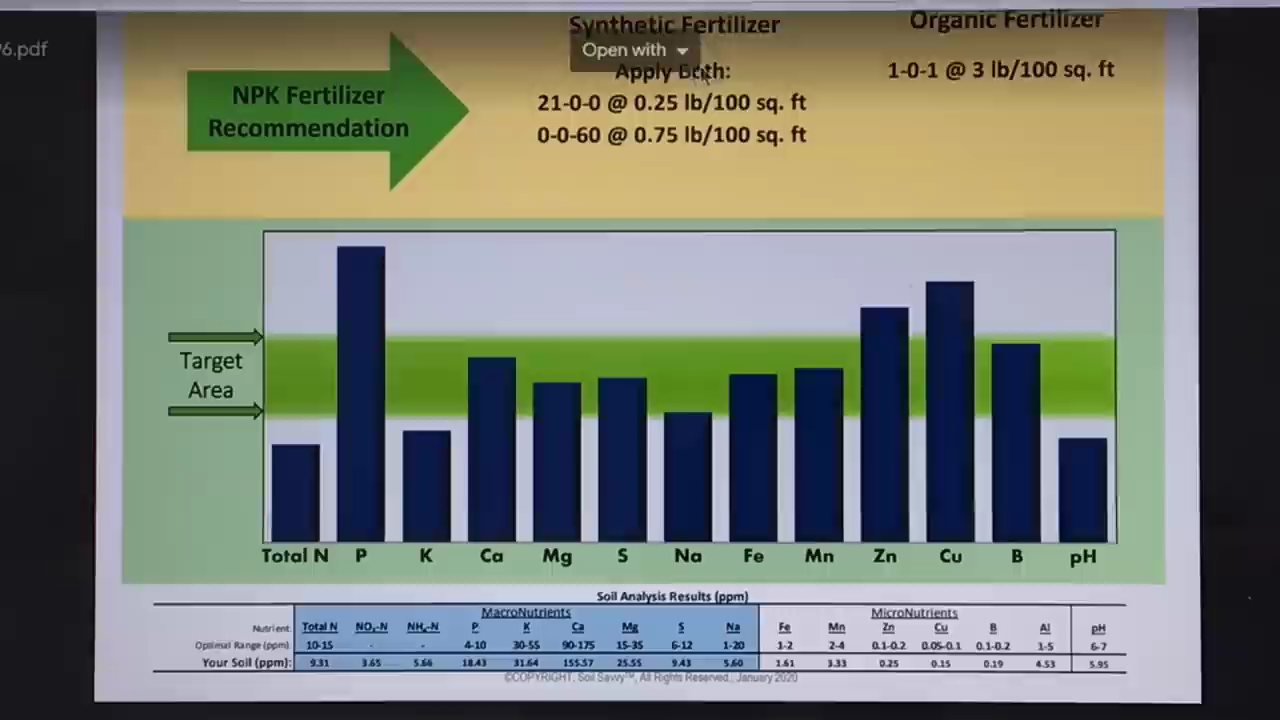 6.pdf
Synthetic Fertilizer
Organic Fertilizer
Open with
Apply Both:
1-0-1 @ 3 lb/100 sq. ft
21-0-0 @ 0.25 lb/100 sq. ft
0-0-60 @ 0.75 lb/100 sq. ft
NPK Fertilizer
Recommendation
Target
Area
Total N P K Ca Mg S Na Fe Mn Zn Cu B pH
Soil Analysis Results (ppm)
MacroNutrients MicroNutrients
Nutrient: Total N NO₃-N NH₄-N P K Ca Mg S Na Fe Mn Zn Cu B Al pH
Optimal Range (ppm): 10-15 - - 4-10 30-55 90-175 15-35 6-12 1-20 1-2 2-4 0.1-0.2 0.05-0.1 0.1-0.2 1-5 6-7
Your Soil (ppm): 9.31 3.65 5.66 18.43 31.64 155.57 25.55 9.43 5.60 1.61 3.33 0.25 0.15 0.19 4.53 5.95
©COPYRIGHT, Soil Savvy™, All Rights Reserved, January 2020